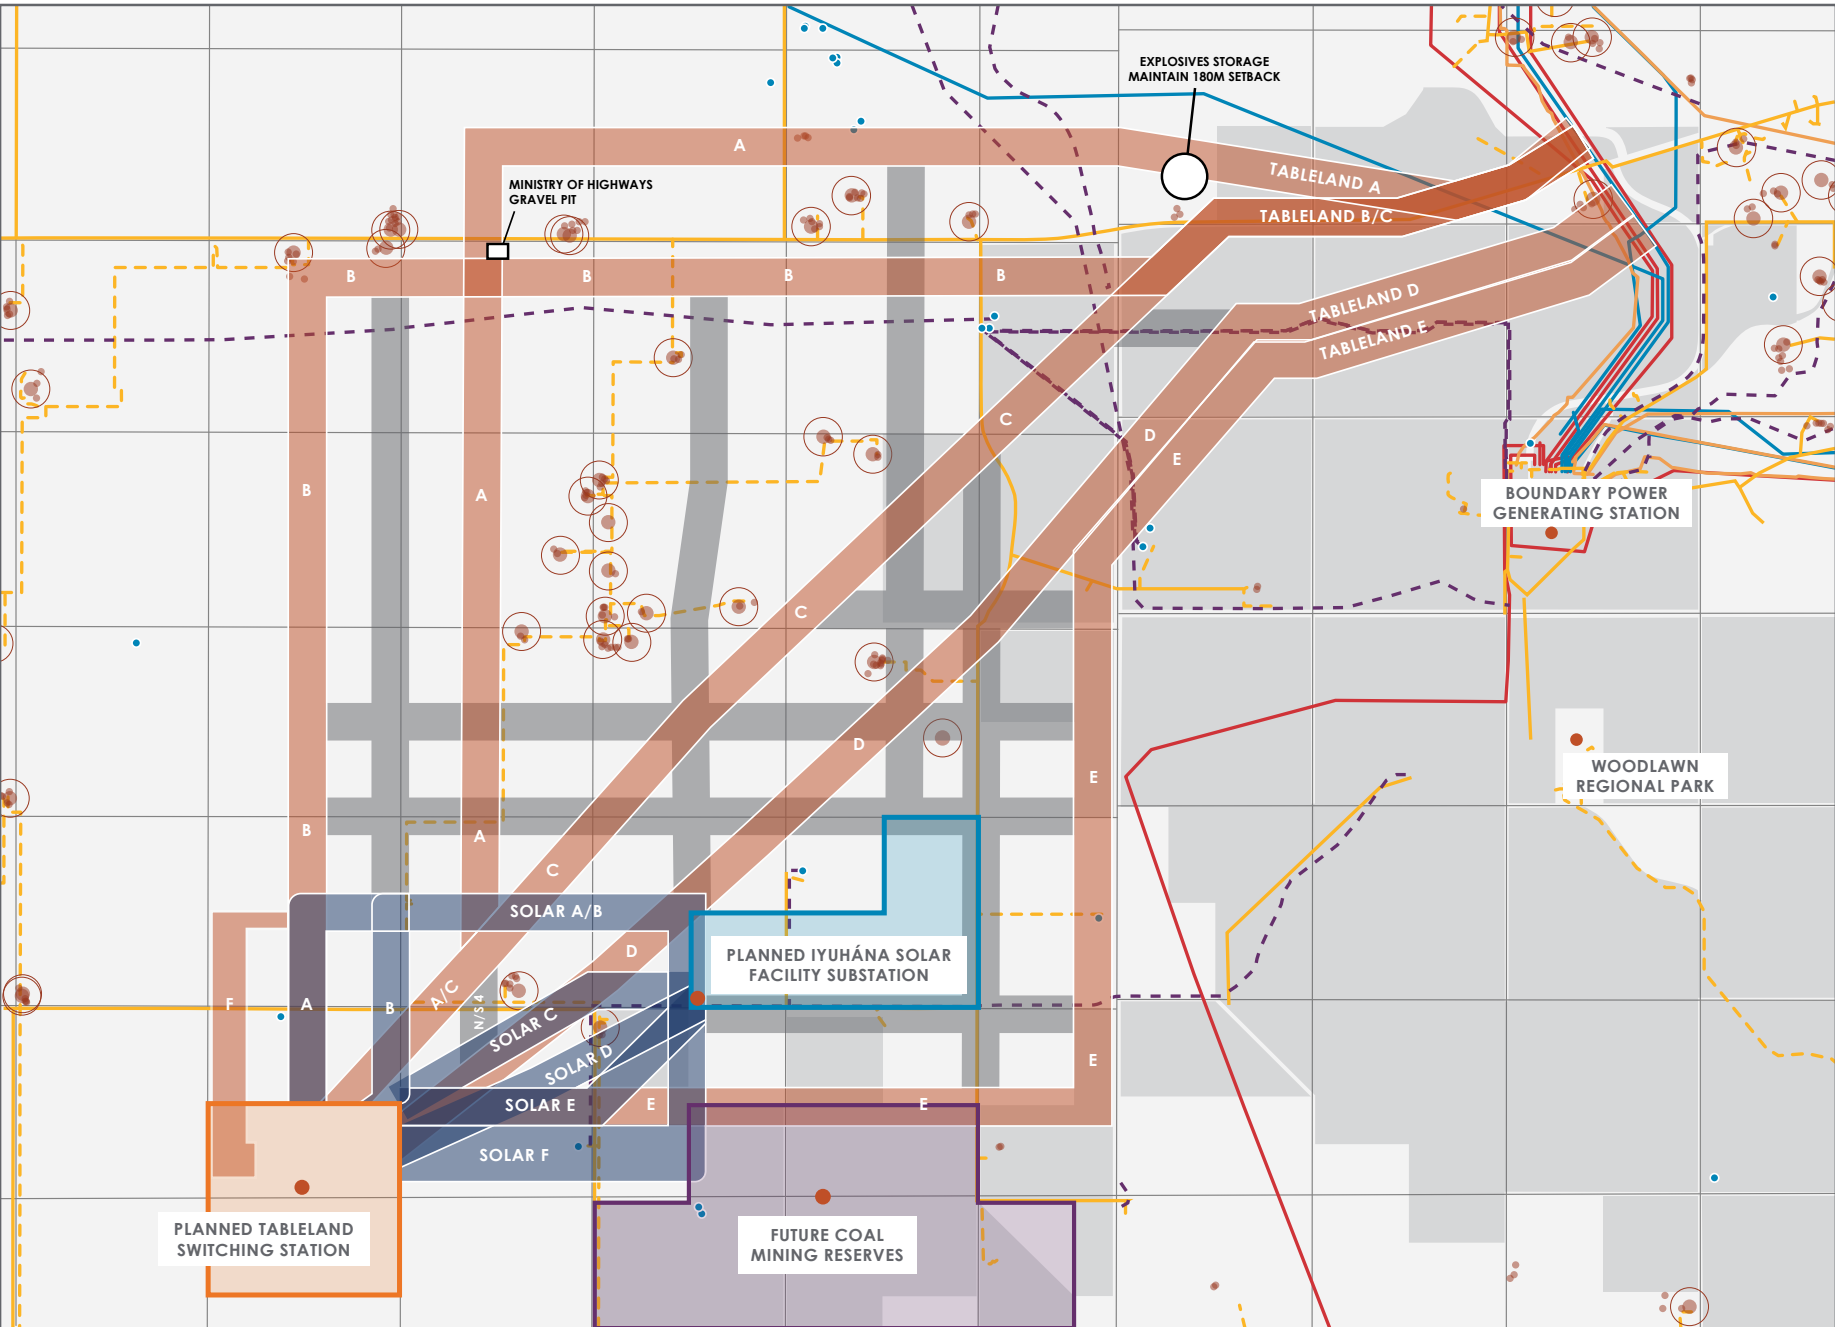 EXPLOSIVES STORAGE
MAINTAIN 180M SETBACK
A
TABLELAND A
MINISTRY OF HIGHWAYS
GRAVEL PIT
TABLELAND B/C
B
B
B
B
TABLELAND D
TABLELAND E
C
D
E
B
A
BOUNDARY POWER
GENERATING STATION
C
D
E
WOODLAWN
REGIONAL PARK
B
A
C
SOLAR A/B
D
PLANNED IYUHÁNA SOLAR
FACILITY SUBSTATION
F
A
B
A/C
N/S 4
SOLAR C
SOLAR D
E
SOLAR E
E
E
SOLAR F
PLANNED TABLELAND
SWITCHING STATION
FUTURE COAL
MINING RESERVES